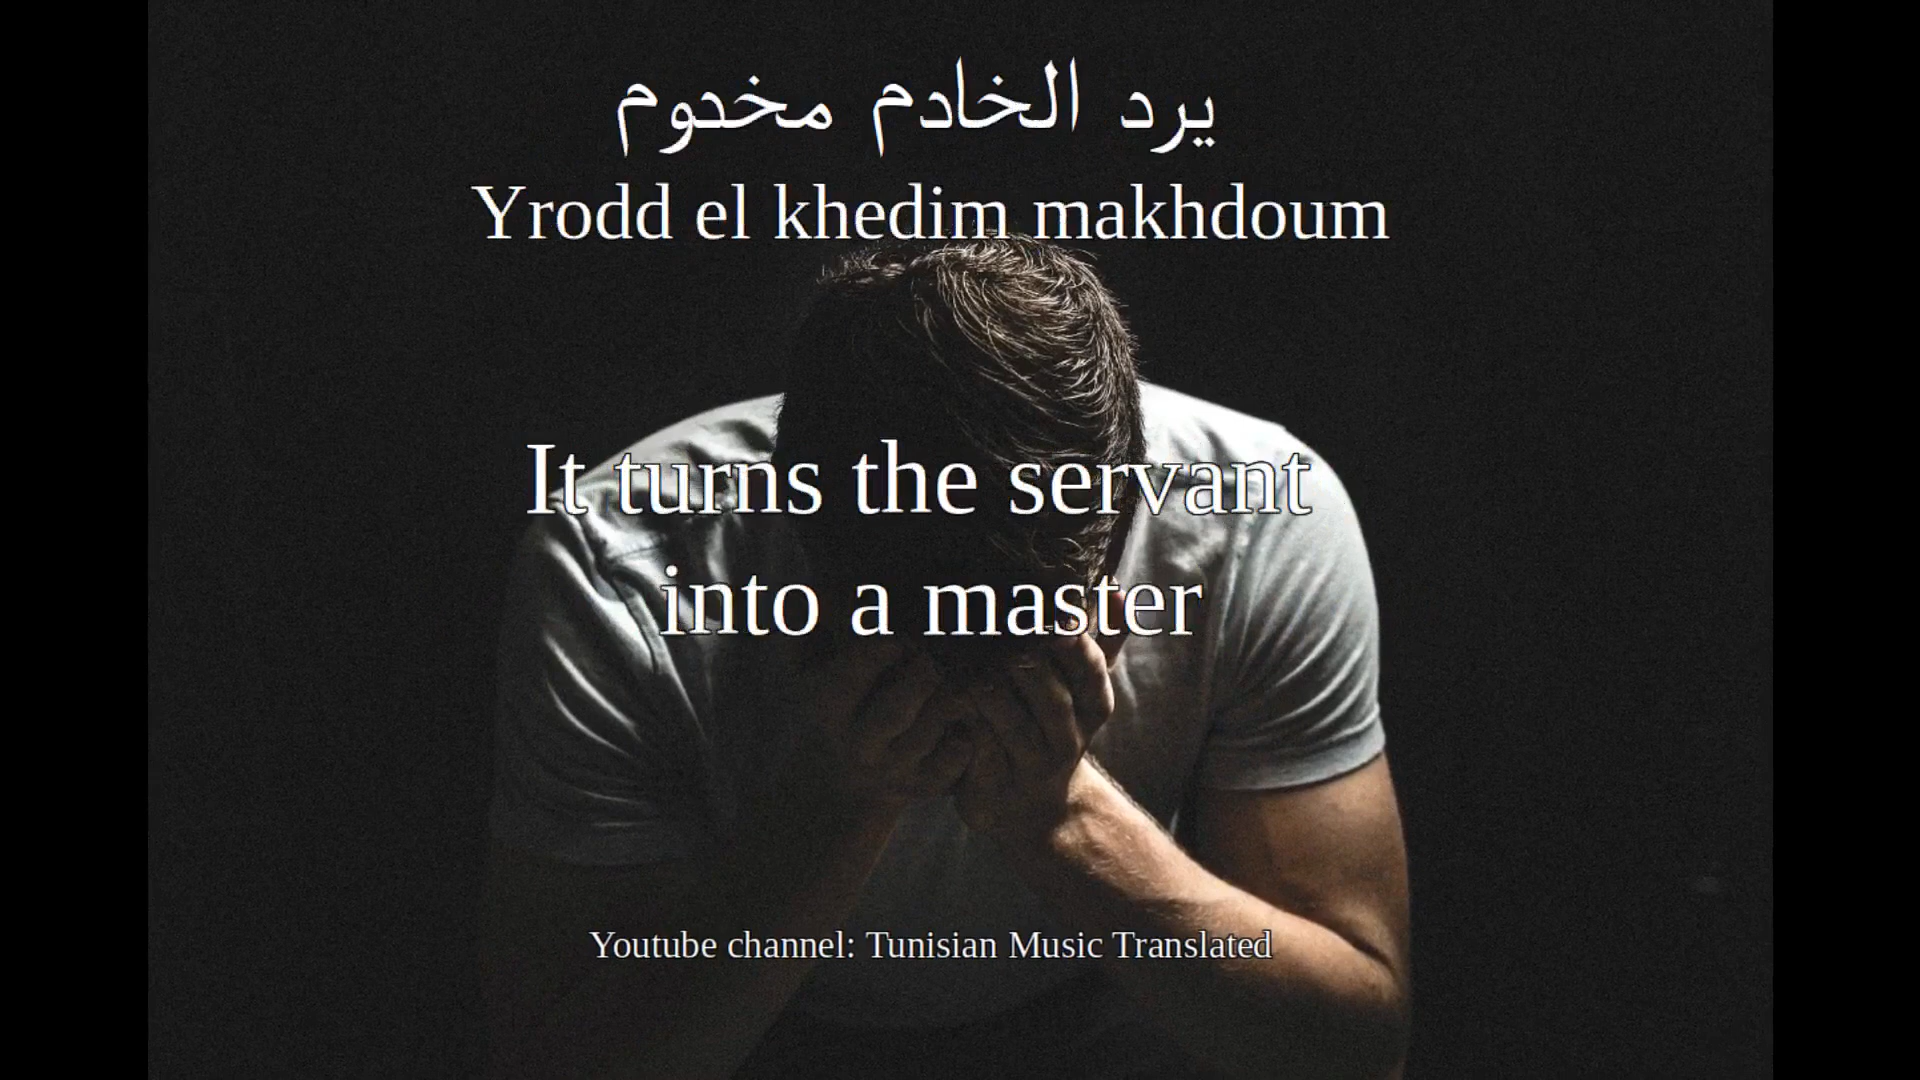 يرد الخادم مخدوم
Yrodd el khedim makhdoum
It turns the servant
into a master
Youtube channel: Tunisian Music Translated